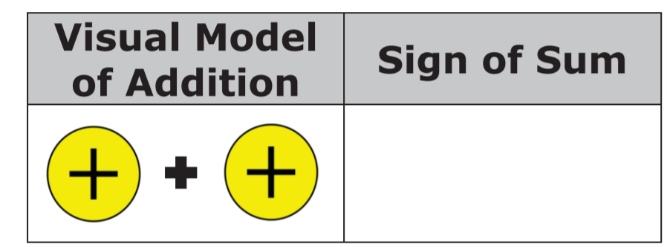 Visual Model
of Addition
Sign of Sum
+ + +